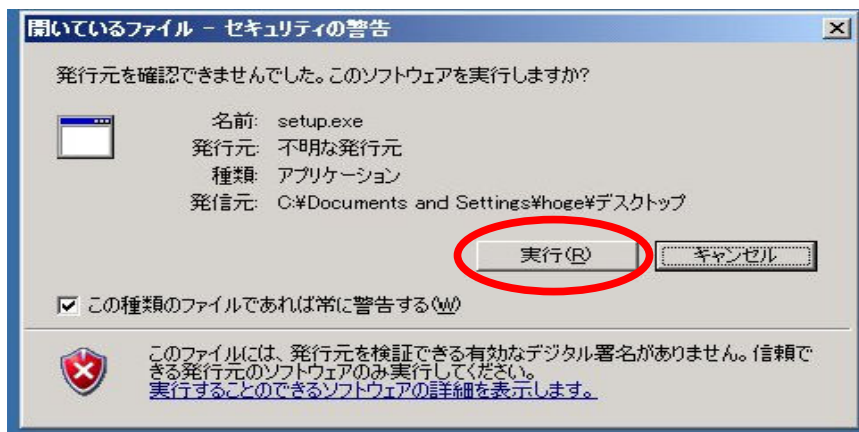 開いているファイル - セキュリティの警告
発行元を確認できませんでした。このソフトウェアを実行しますか?
名前: setup.exe
発行元: 不明な発行元
種類: アプリケーション
発信元: C:¥Documents and Settings¥hoge¥デスクトップ
実行(R) キャンセル
この種類のファイルであれば常に警告する(W)
このファイルには、発行元を検証できる有効なデジタル署名がありません。信頼で
きる発行元のソフトウェアのみ実行してください。
実行することのできるソフトウェアの詳細を表示します。